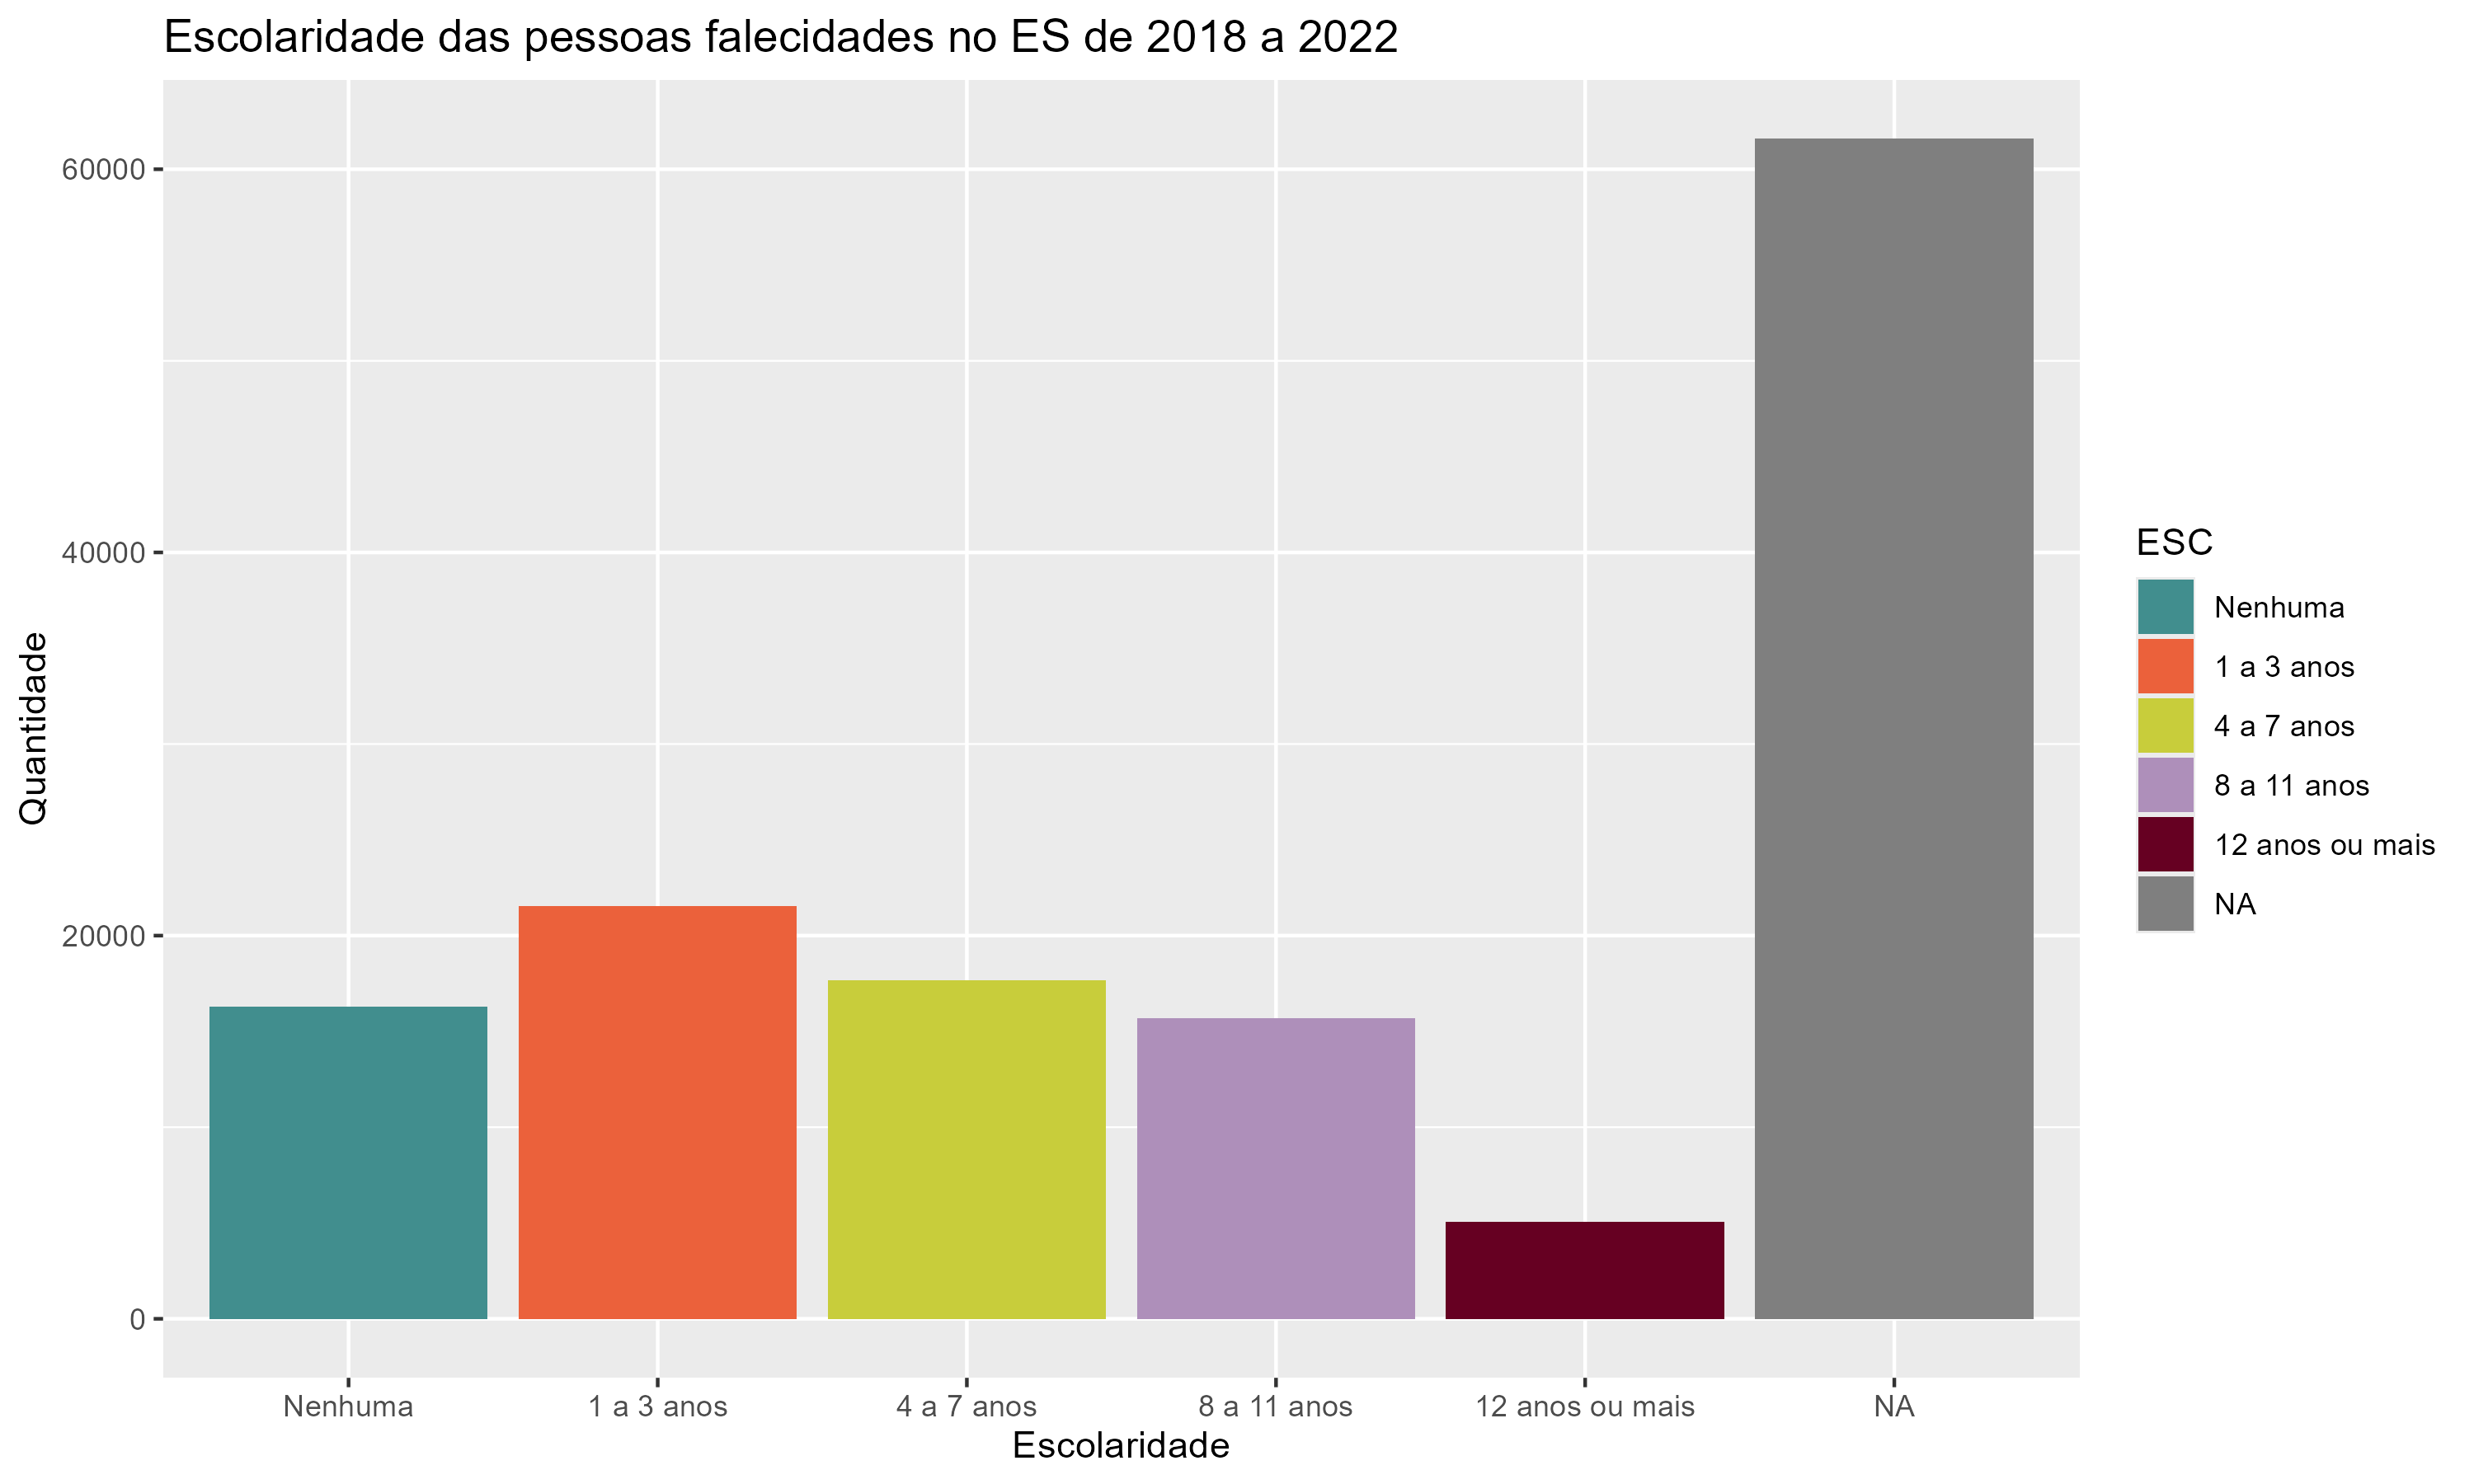 Escolaridade das pessoas falecidades no ES de 2018 a 2022
Quantidade
60000
40000
20000
0
Nenhuma
1 a 3 anos
4 a 7 anos
8 a 11 anos
12 anos ou mais
NA
Escolaridade
ESC
Nenhuma
1 a 3 anos
4 a 7 anos
8 a 11 anos
12 anos ou mais
NA